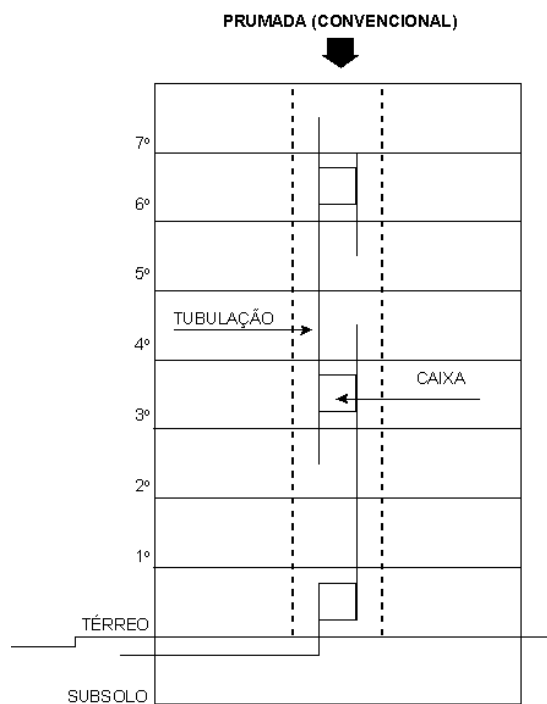 PRUMADA (CONVENCIONAL)
7º
6º
5º
TUBULAÇÃO
4º
CAIXA
3º
2º
1º
TÉRREO
SUBSOLO